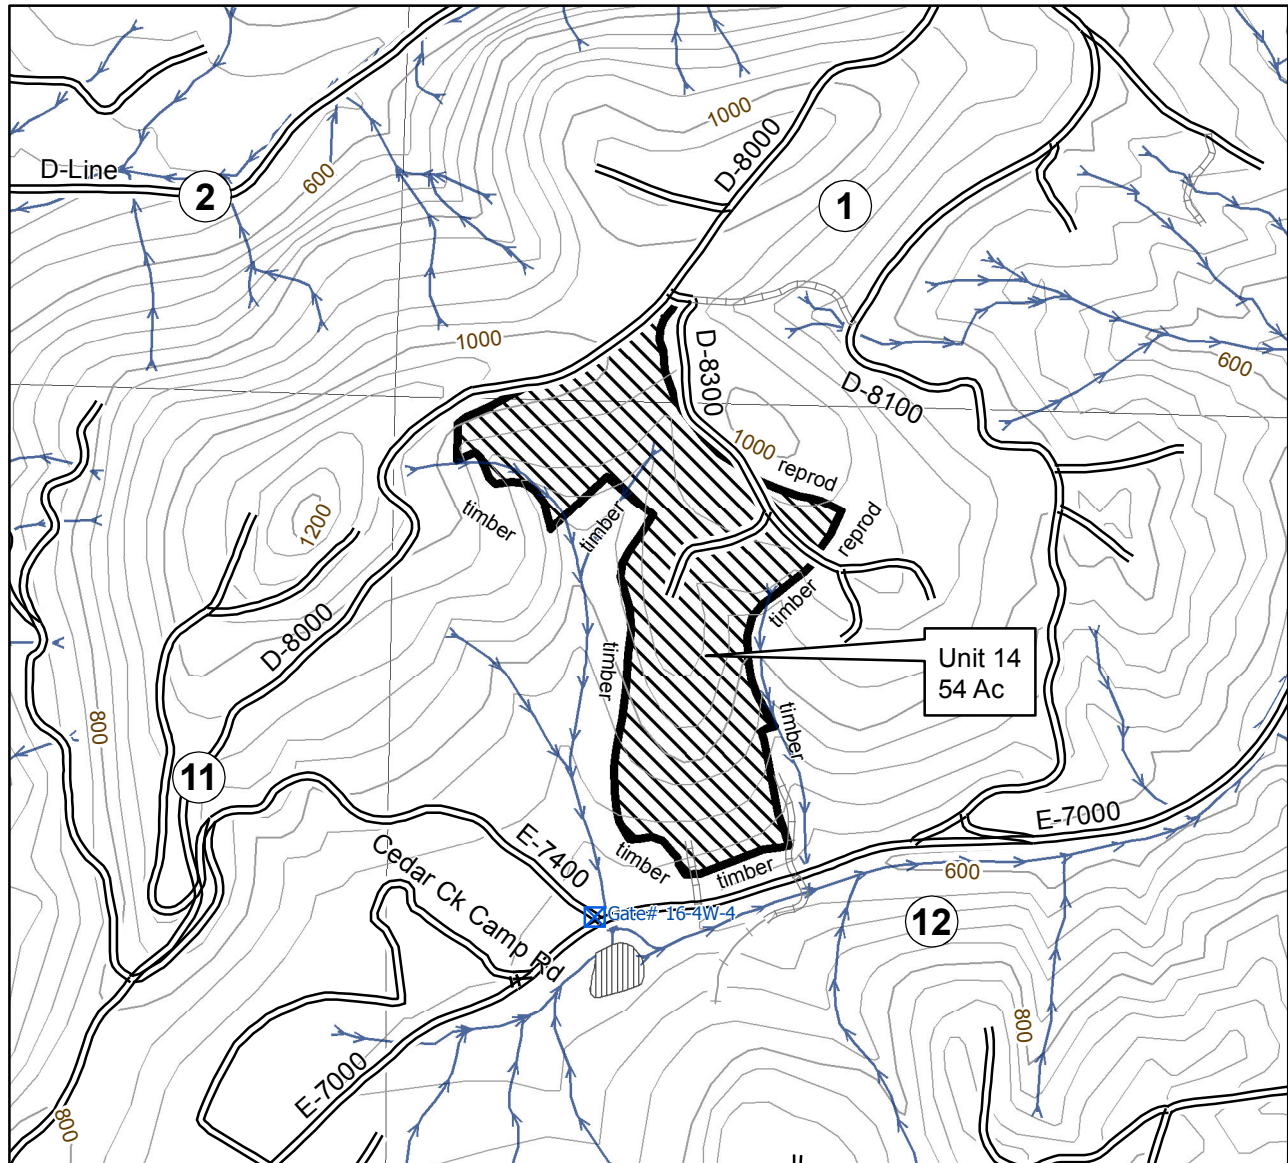 1000
D-8000
D-Line
2
600
1
1000
D-8300
600
D-8100
1000
reprod
1200
timber
timber
reprod
timber
D-8000
timber
Unit 14
54 Ac
800
timber
11
E-7000
E-7400
Cedar Ck Camp Rd
timber
timber
600
Gate# 16-4W-4
12
800
E-7000
800